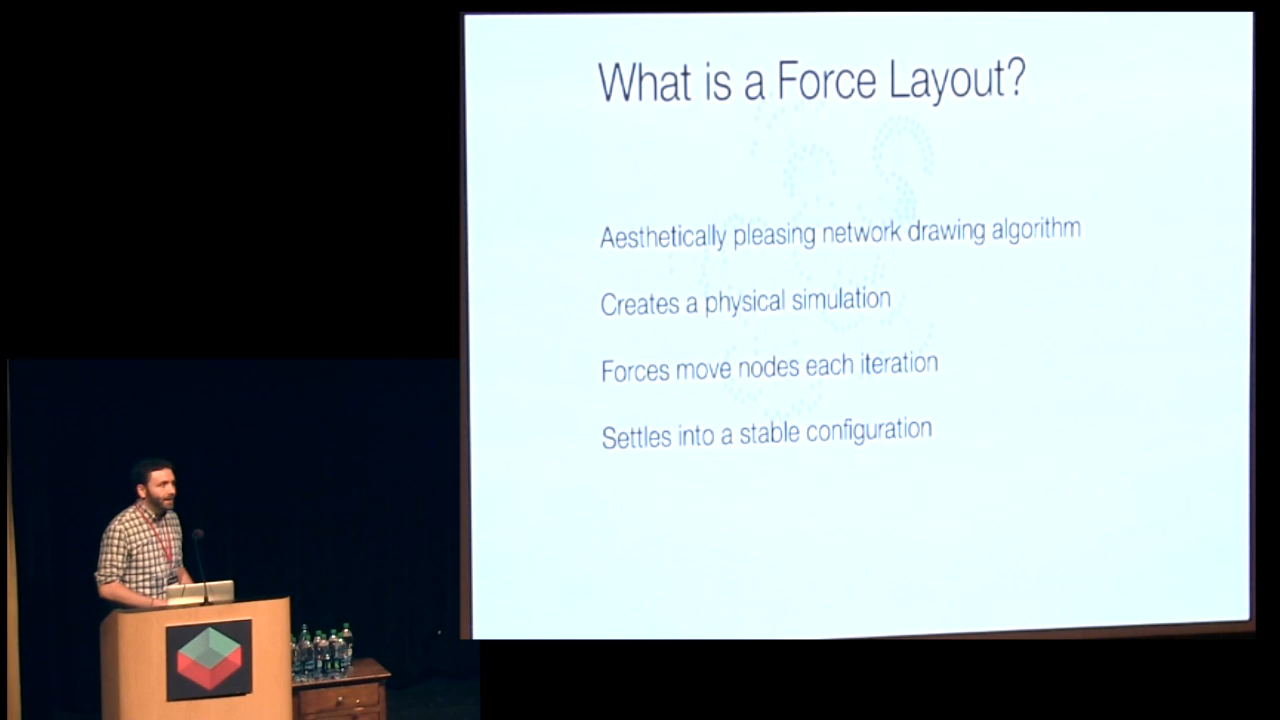 What is a Force Layout?
Aesthetically pleasing network drawing algorithm
Creates a physical simulation
Forces move nodes each iteration
Settles into a stable configuration